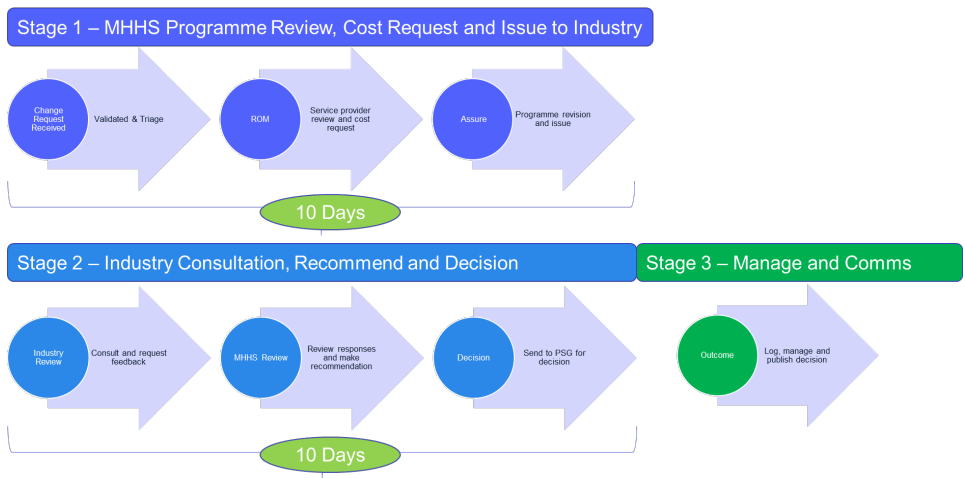 Stage 1 – MHHS Programme Review, Cost Request and Issue to Industry
Change
Request
Received
Validated & Triage
ROM
Service provider
review and cost
request
Assure
Programme revision
and issue
10 Days
Stage 2 – Industry Consultation, Recommend and Decision
Stage 3 – Manage and Comms
Industry
Review
Consult and request
feedback
MHHS Review
Review responses
and make
recommendation
Decision
Send to PSG for
decision
Outcome
Log, manage and
publish decision
10 Days